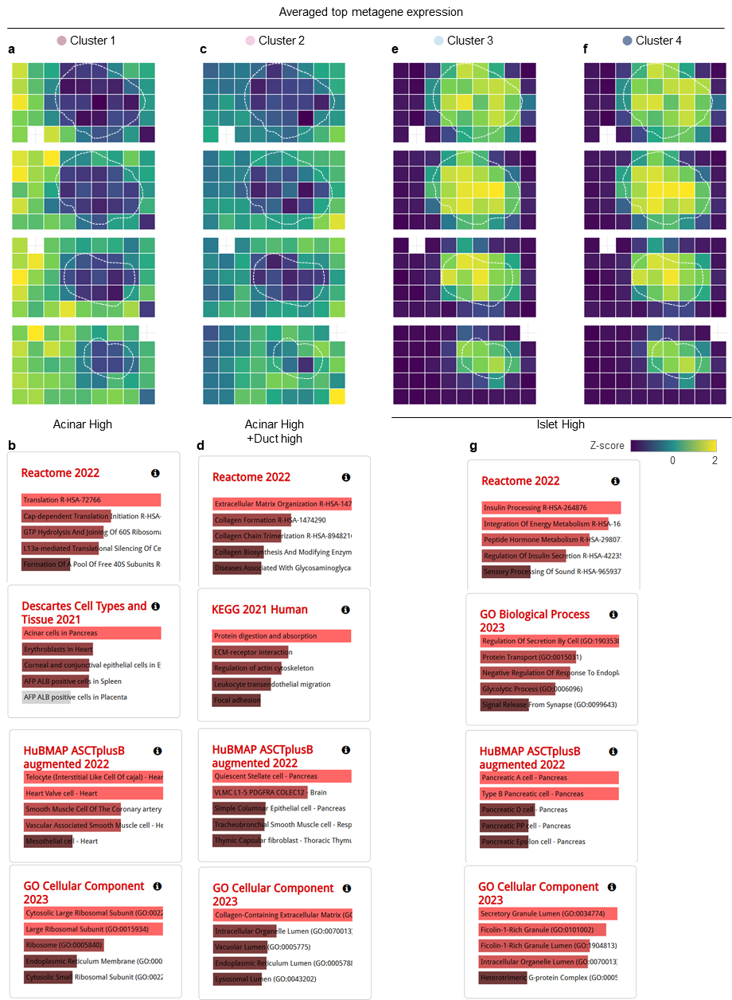 Averaged top metagene expression
Cluster 1
Cluster 2
Cluster 3
Cluster 4
a
c
e
f
Acinar High
Acinar High
+Duct high
Islet High
Z-score
0
2
b
Reactome 2022
Translation R-HSA-72766
Cap-dependent Translation Initiation R-HSA-
GTP Hydrolysis And Joining Of 60S Ribosoma
L13a-mediated Translational Silencing Of Ce
Formation Of A Pool Of Free 40S Subunits R-
Descartes Cell Types and
Tissue 2021
Acinar cells in Pancreas
Erythroblasts in Heart
Corneal and conjunctival epithelial cells in E
AFP ALB positive cells in Spleen
AFP ALB positive cells in Placenta
HuBMAP ASCTplusB
augmented 2022
Telocyte (Interstitial Like Cell Of cajal) - Hear
Heart Valve cell - Heart
Smooth Muscle Cell Of The Coronary artery
Vascular Associated Smooth Muscle cell - He
Mesothelial cell - Heart
GO Cellular Component
2023
Cytosolic Large Ribosomal Subunit (GO:0022
Large Ribosomal Subunit (GO:0015934)
Ribosome (GO:0005840)
Endoplasmic Reticulum Membrane (GO:000
Cytosolic Small Ribosomal Subunit (GO:0022
d
Reactome 2022
Extracellular Matrix Organization R-HSA-147
Collagen Formation R-HSA-1474290
Collagen Chain Trimerization R-HSA-8948216
Collagen Biosynthesis And Modifying Enzym
Diseases Associated With Glycosaminoglyca
KEGG 2021 Human
Protein digestion and absorption
ECM-receptor interaction
Regulation of actin cytoskeleton
Leukocyte transendothelial migration
Focal adhesion
HuBMAP ASCTplusB
augmented 2022
Quiescent Stellate cell - Pancreas
VLMC L1-5 PDGFRA COLEC12 - Brain
Simple Columnar Epithelial cell - Pancreas
Tracheobronchial Smooth Muscle cell - Resp
Thymic Capsular fibroblast - Thoracic Thymu
GO Cellular Component
2023
Collagen-Containing Extracellular Matrix (GC
Intracellular Organelle Lumen (GO:0070013)
Vacuolar Lumen (GO:0005775)
Endoplasmic Reticulum Lumen (GO:0005788
Lysosomal Lumen (GO:0043202)
g
Reactome 2022
Insulin Processing R-HSA-264876
Integration Of Energy Metabolism R-HSA-16
Peptide Hormone Metabolism R-HSA-29807
Regulation Of Insulin Secretion R-HSA-42235
Sensory Processing Of Sound R-HSA-965937
GO Biological Process
2023
Regulation Of Secretion By Cell (GO:1903530
Protein Transport (GO:0015031)
Negative Regulation Of Response To Endopl
Glycolytic Process (GO:0006096)
Signal Release From Synapse (GO:0099643)
HuBMAP ASCTplusB
augmented 2022
Pancreatic A cell - Pancreas
Type B Pancreatic cell - Pancreas
Pancreatic D cell - Pancreas
Pancreatic PP cell - Pancreas
Pancreatic Epsilon cell - Pancreas
GO Cellular Component
2023
Secretory Granule Lumen (GO:0034774)
Ficolin-1-Rich Granule (GO:0101002)
Ficolin-1-Rich Granule Lumen (GO:1904813)
Intracellular Organelle Lumen (GO:0070013)
Heterotrimeric G-protein Complex (GO:0005